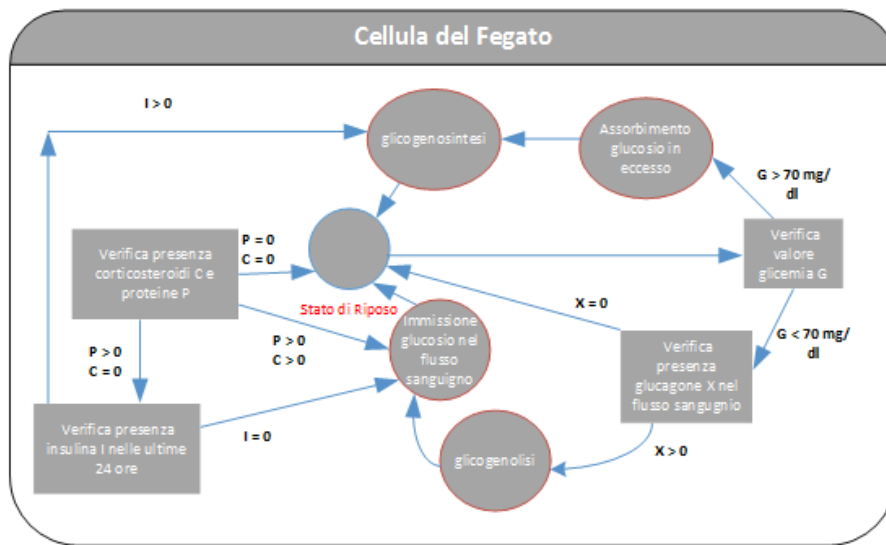 Cellula del Fegato
I > 0
glicogenosintesi
Assorbimento
glucosio in
eccesso
G > 70 mg/
dl
Verifica
valore
glicemia G
Verifica presenza
corticosteroidi C e
proteine P
P = 0
C = 0
Stato di Riposo
X = 0
P > 0
C > 0
Immissione
glucosio nel
flusso
sanguigno
G < 70 mg/
dl
Verifica
presenza
glucagone X nel
flusso sangugnio
P > 0
C = 0
Verifica presenza
insulina I nelle ultime
24 ore
I = 0
glicogenolisi
X > 0